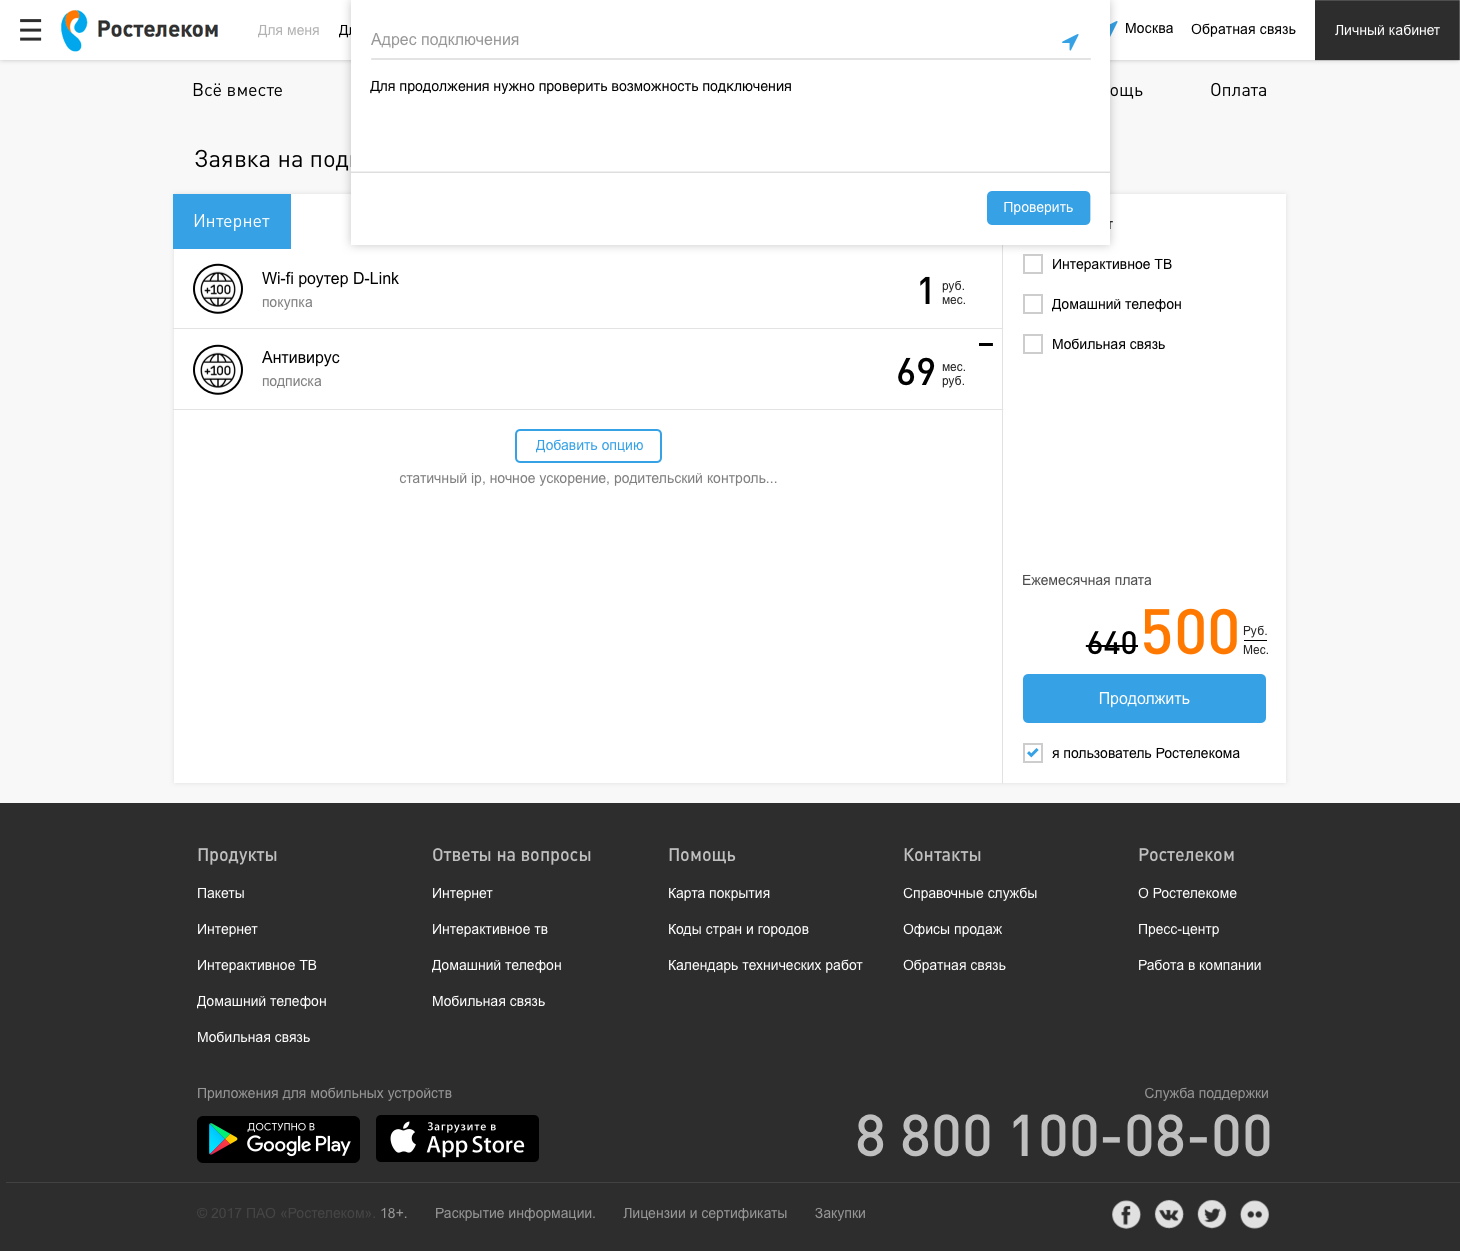 Ростелеком
Для меня
Адрес подключения
Москва
Обратная связь
Личный кабинет
Для продолжения нужно проверить возможность подключения
Всё вместе
Оплата
Заявка на
Проверить
Интернет
Wi-fi роутер D-Link
покупка
1 руб. мес.
Антивирус
подписка
69 мес. руб.
Добавить опцию
статичный ip, ночное ускорение, родительский контроль...
Интерактивное ТВ
Домашний телефон
Мобильная связь
Ежемесячная плата
640 500 Руб. Мес.
Продолжить
я пользователь Ростелекома
Продукты
Пакеты
Интернет
Интерактивное ТВ
Домашний телефон
Мобильная связь
Ответы на вопросы
Интернет
Интерактивное тв
Домашний телефон
Мобильная связь
Помощь
Карта покрытия
Коды стран и городов
Календарь технических работ
Контакты
Справочные службы
Офисы продаж
Обратная связь
Ростелеком
О Ростелекоме
Пресс-центр
Работа в компании
Приложения для мобильных устройств
ДОСТУПНО В
Google Play
Загрузите в
App Store
Служба поддержки
8 800 100-08-00
© 2017 ПАО «Ростелеком». 18+. Раскрытие информации. Лицензии и сертификаты Закупки
+100
+100